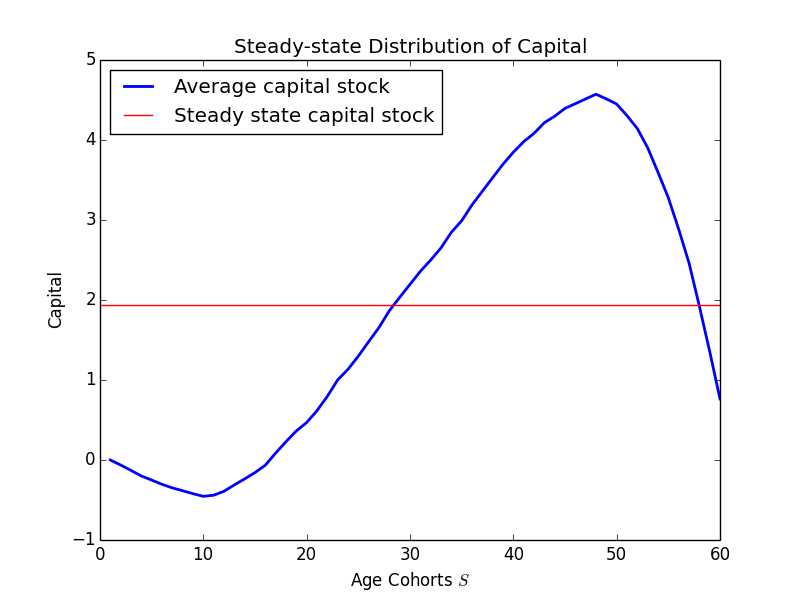 Steady-state Distribution of Capital
Average capital stock
Steady state capital stock
5
4
3
2
1
0
−1
Capital
0 10 20 30 40 50 60
Age Cohorts S